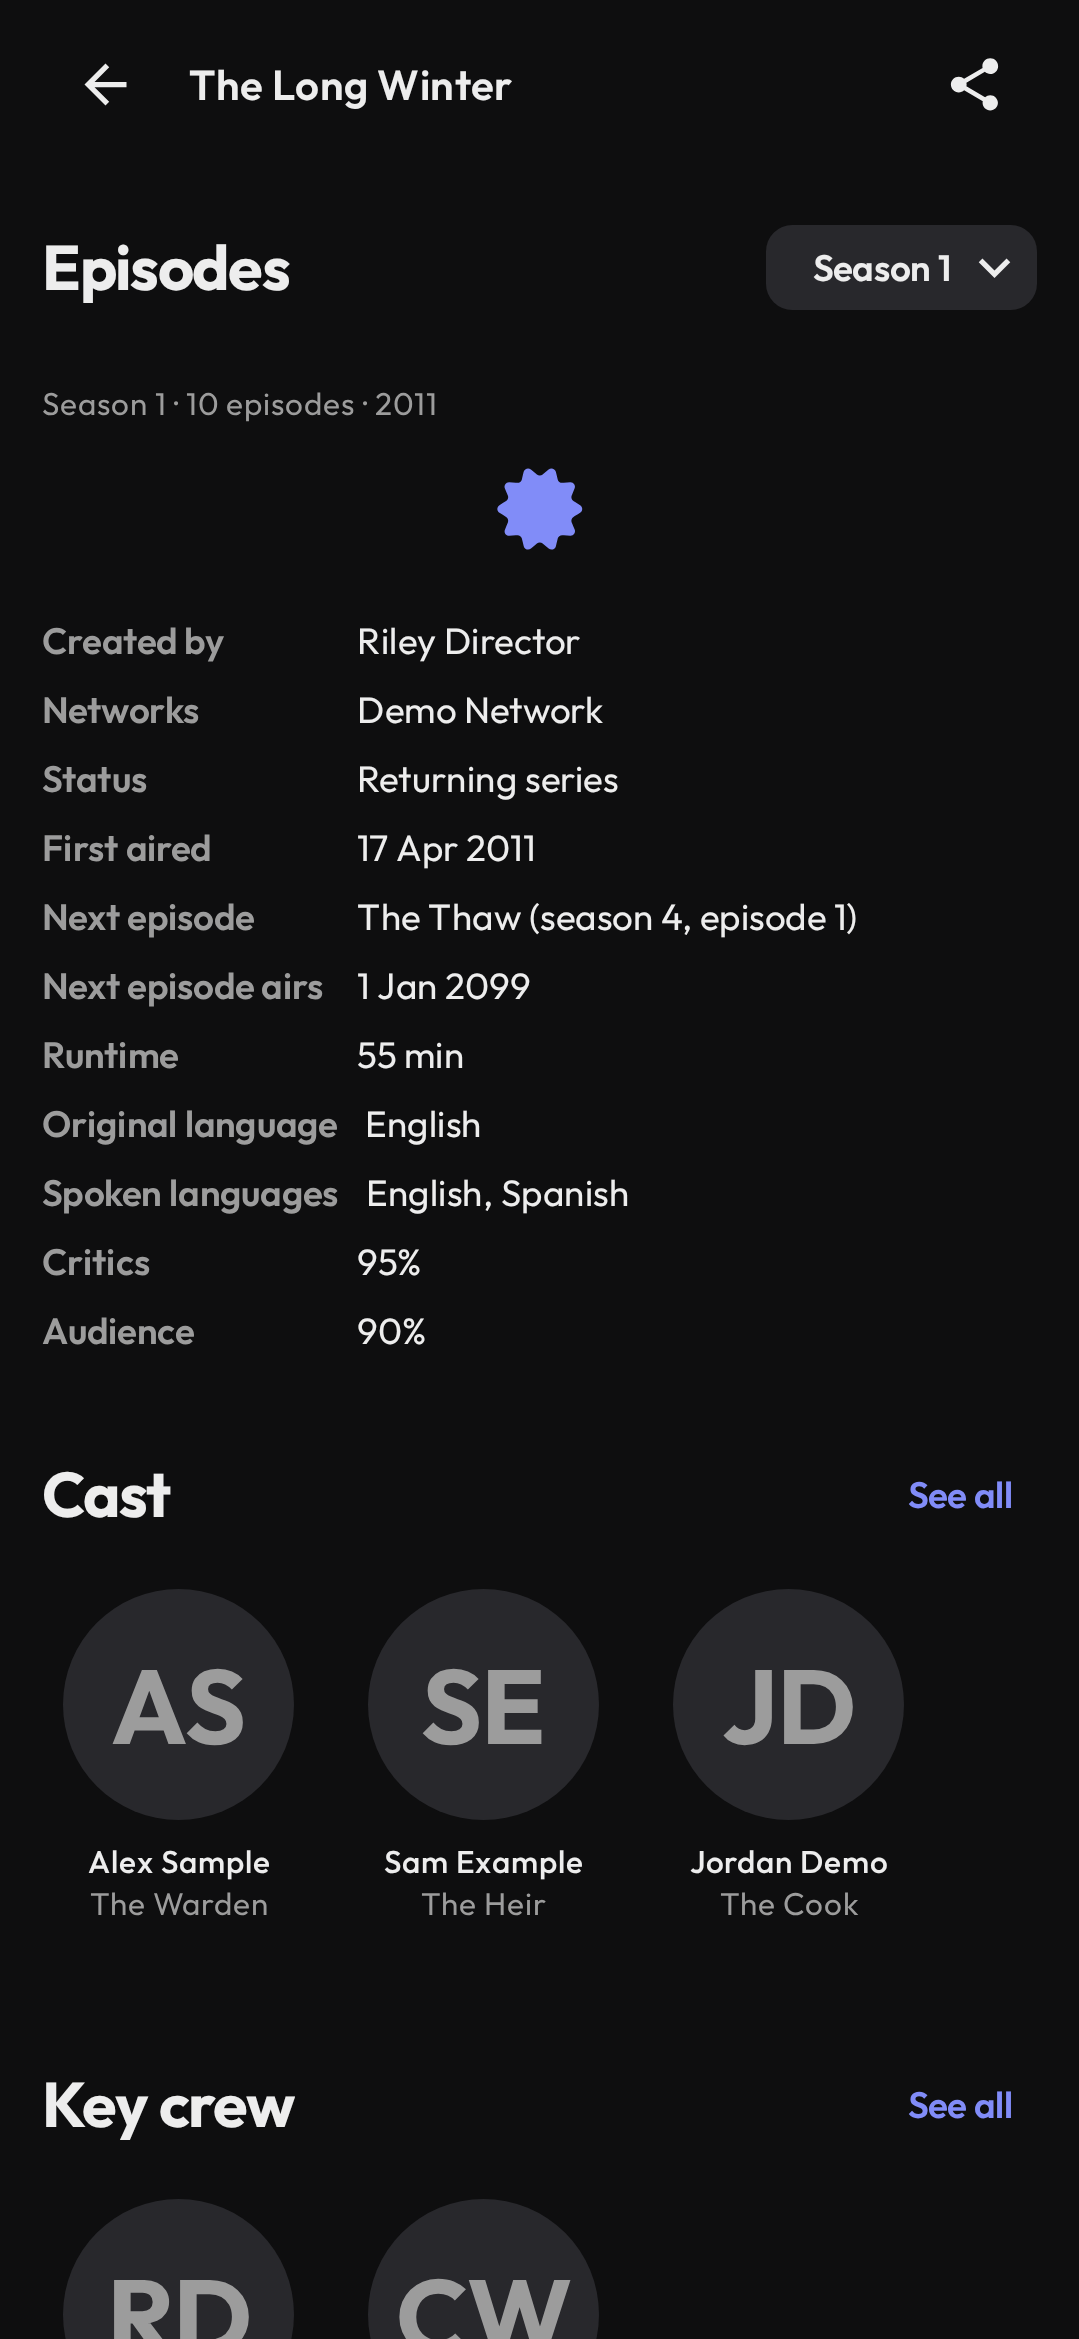 The Long Winter
Episodes
Season 1
Season 1 · 10 episodes · 2011
Created by Riley Director
Networks Demo Network
Status Returning series
First aired 17 Apr 2011
Next episode The Thaw (season 4, episode 1)
Next episode airs 1 Jan 2099
Runtime 55 min
Original language English
Spoken languages English, Spanish
Critics 95%
Audience 90%
Cast See all
AS SE JD
Alex Sample Sam Example Jordan Demo
The Warden The Heir The Cook
Key crew See all
RD CW